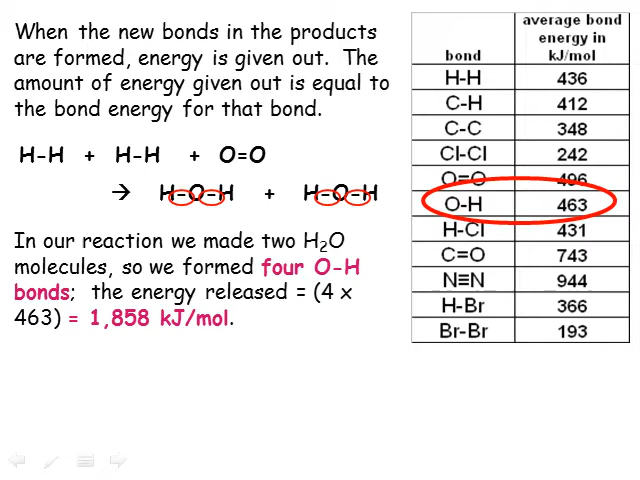 When the new bonds in the products
are formed, energy is given out. The
amount of energy given out is equal to
the bond energy for that bond.
H-H + H-H + O=O
→ H-O-H + H-O-H
In our reaction we made two H₂O
molecules, so we formed four O-H
bonds; the energy released = (4 x
463) = 1,858 kJ/mol.
bond average bond energy in kJ/mol
H-H 436
C-H 412
C-C 348
Cl-Cl 242
O=O 496
O-H 463
H-Cl 431
C=O 743
N≡N 944
H-Br 366
Br-Br 193